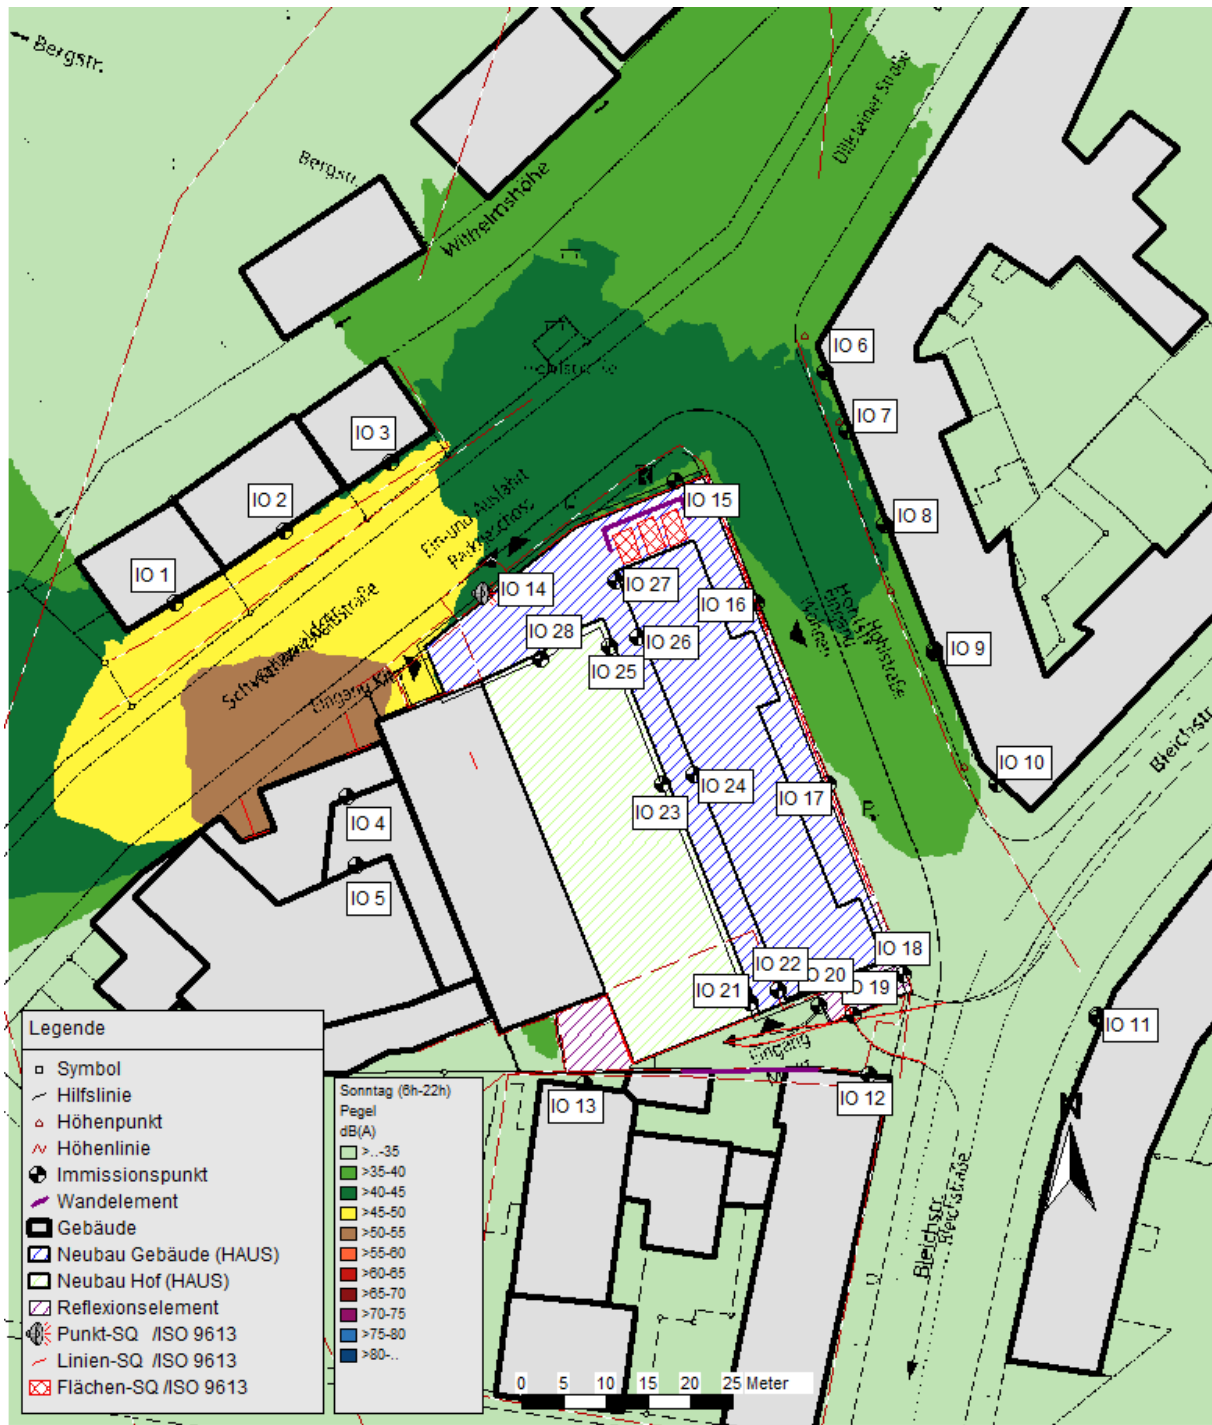 Bergstr.
Bergstr.
Wilhelmshöhe
Dillsteiner Straße
IO 6
IO 7
IO 3
IO 2
IO 8
IO 1
Ein-und Ausfahrt
Parkgeschoss
IO 15
IO 14
IO 27
IO 16
IO 28
IO 26
IO 25
IO 9
Eingang
Wohnen
Hohlstraße
Eingang Kita
IO 24
IO 10
IO 4
IO 23
IO 17
Bleichstr.
IO 5
IO 18
IO 22
IO 20
IO 21
IO 19
IO 11
Eingang
IO 12
IO 13
N
Bleichstr.
Bleichstraße
Legende
Symbol
Hilfslinie
Höhenpunkt
Höhenlinie
Immissionspunkt
Wandelement
Gebäude
Neubau Gebäude (HAUS)
Neubau Hof (HAUS)
Reflexionselement
Punkt-SQ /ISO 9613
Linien-SQ /ISO 9613
Flächen-SQ /ISO 9613
Sonntag (6h-22h)
Pegel
dB(A)
>..-35
>35-40
>40-45
>45-50
>50-55
>55-60
>60-65
>65-70
>70-75
>75-80
>80-..
0 5 10 15 20 25 Meter